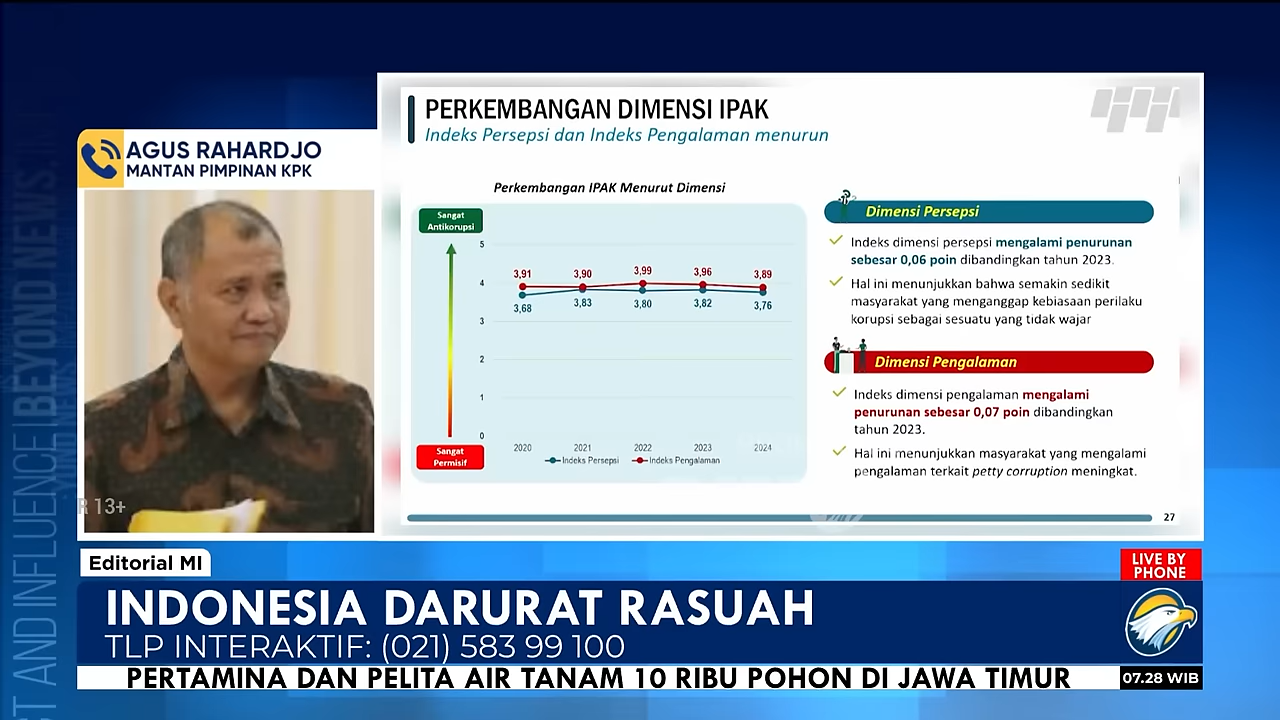 PERKEMBANGAN DIMENSI IPAK
Indeks Persepsi dan Indeks Pengalaman menurun
AGUS RAHARDJO
MANTAN PIMPINAN KPK
Perkembangan IPAK Menurut Dimensi
Sangat
Antikorupsi
5
4
3
2
1
0
3,91 3,90 3,99 3,96 3,89
3,68 3,83 3,80 3,82 3,76
2020 2021 2022 2023 2024
Indeks Persepsi Indeks Pengalaman
Sangat
Permisif
Dimensi Persepsi
Indeks dimensi persepsi mengalami penurunan
sebesar 0,06 poin dibandingkan tahun 2023.
Hal ini menunjukkan bahwa semakin sedikit
masyarakat yang menganggap kebiasaan perilaku
korupsi sebagai sesuatu yang tidak wajar
Dimensi Pengalaman
Indeks dimensi pengalaman mengalami
penurunan sebesar 0,07 poin dibandingkan
tahun 2023.
Hal ini menunjukkan masyarakat yang mengalami
pengalaman terkait petty corruption meningkat.
27
R 13+
ST AND INFLUENCE | BEYOND NEWS.
Editorial MI
LIVE BY
PHONE
INDONESIA DARURAT RASUAH
TLP INTERAKTIF: (021) 583 99 100
PERTAMINA DAN PELITA AIR TANAM 10 RIBU POHON DI JAWA TIMUR
07.28 WIB